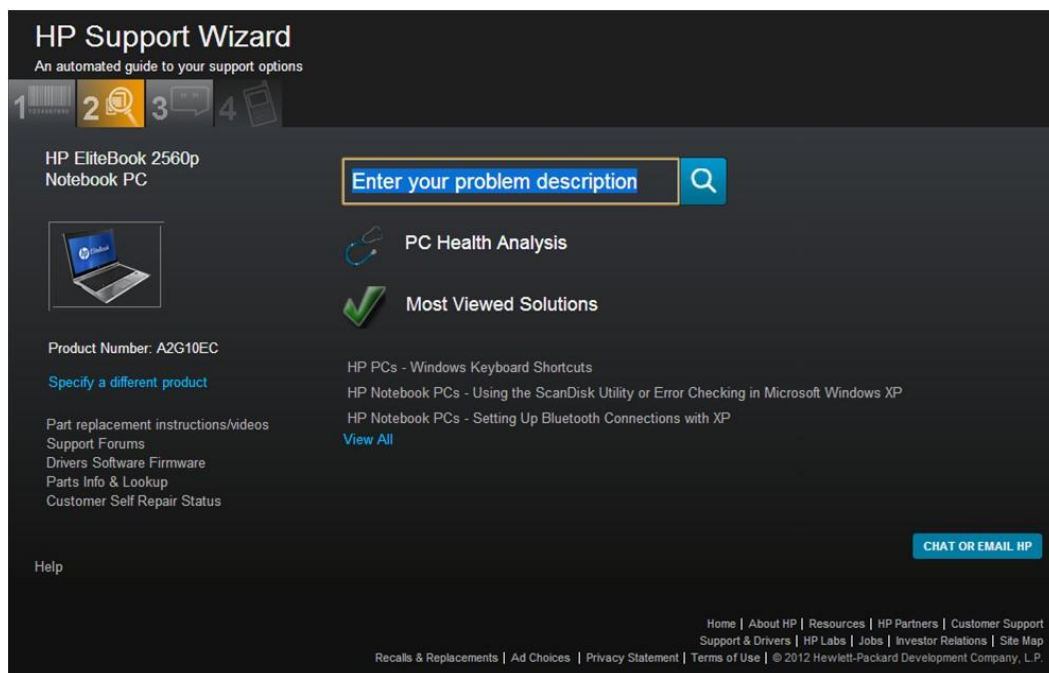 HP Support Wizard
An automated guide to your support options
1 2 3 4
HP EliteBook 2560p
Notebook PC
Enter your problem description
PC Health Analysis
Most Viewed Solutions
Product Number: A2G10EC
Specify a different product
HP PCs - Windows Keyboard Shortcuts
HP Notebook PCs - Using the ScanDisk Utility or Error Checking in Microsoft Windows XP
HP Notebook PCs - Setting Up Bluetooth Connections with XP
View All
Part replacement instructions/videos
Support Forums
Drivers Software Firmware
Parts Info & Lookup
Customer Self Repair Status
CHAT OR EMAIL HP
Help
Home | About HP | Resources | HP Partners | Customer Support
Support & Drivers | HP Labs | Jobs | Investor Relations | Site Map
Recalls & Replacements | Ad Choices | Privacy Statement | Terms of Use | © 2012 Hewlett-Packard Development Company, L.P.